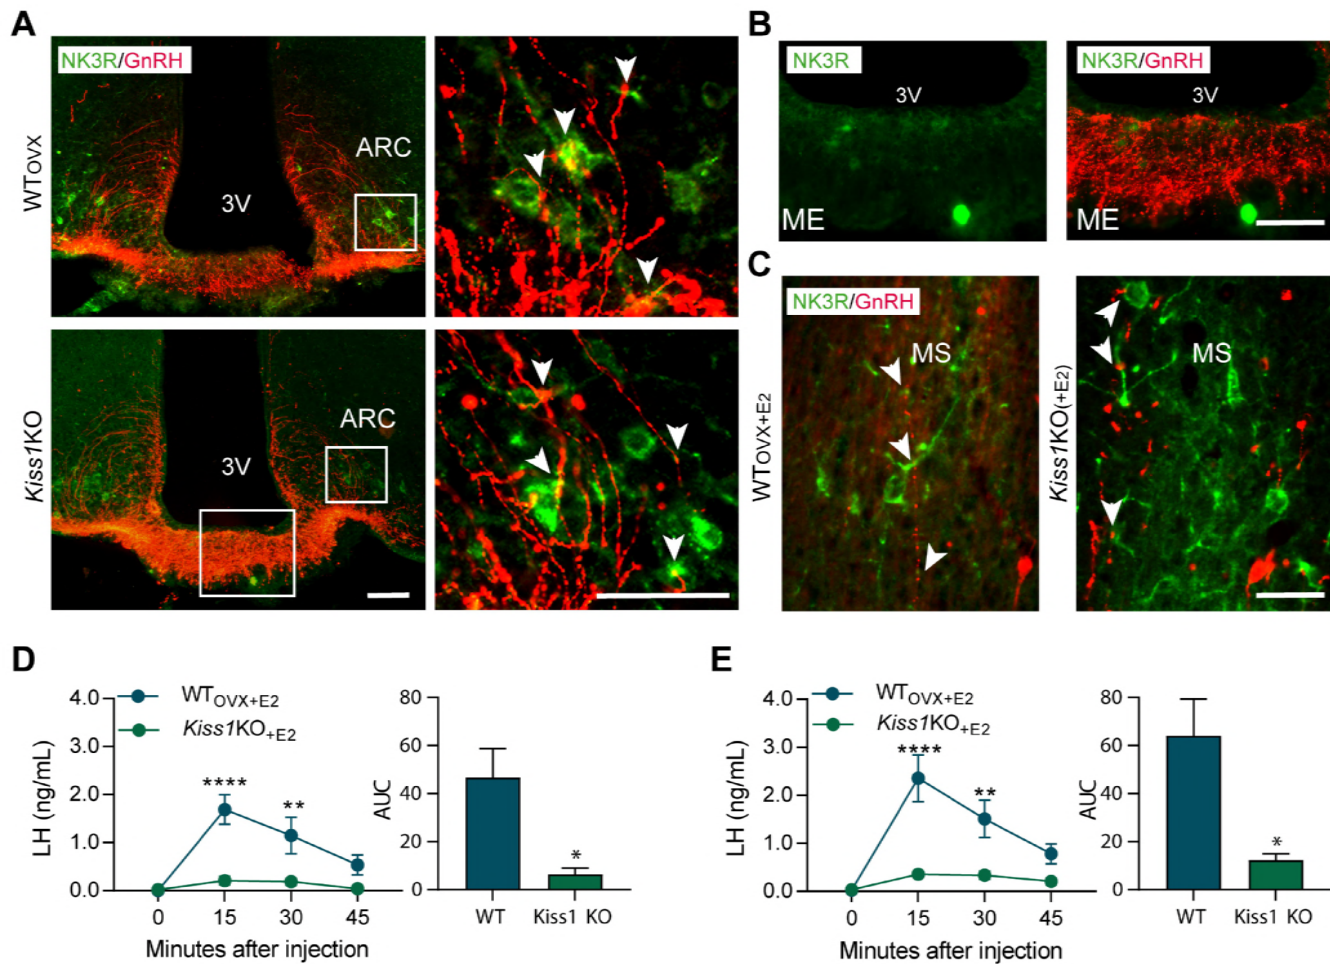 A
NK3R/GnRH
ARC
3V
WTOVX
ARC
3V
Kiss1KO
B
NK3R
3V
ME
NK3R/GnRH
3V
ME
C
NK3R/GnRH
MS
WTOVX+E2
MS
Kiss1KO(+E2)
D
WTOVX+E2
Kiss1KO+E2
4.0
3.0
2.0
1.0
0.0
LH (ng/mL)
****
**
0 15 30 45
Minutes after injection
80
60
40
20
0
AUC
*
WT Kiss1 KO
E
WTOVX+E2
Kiss1KO+E2
4.0
3.0
2.0
1.0
0.0
LH (ng/mL)
****
**
0 15 30 45
Minutes after injection
80
60
40
20
0
AUC
*
WT Kiss1 KO